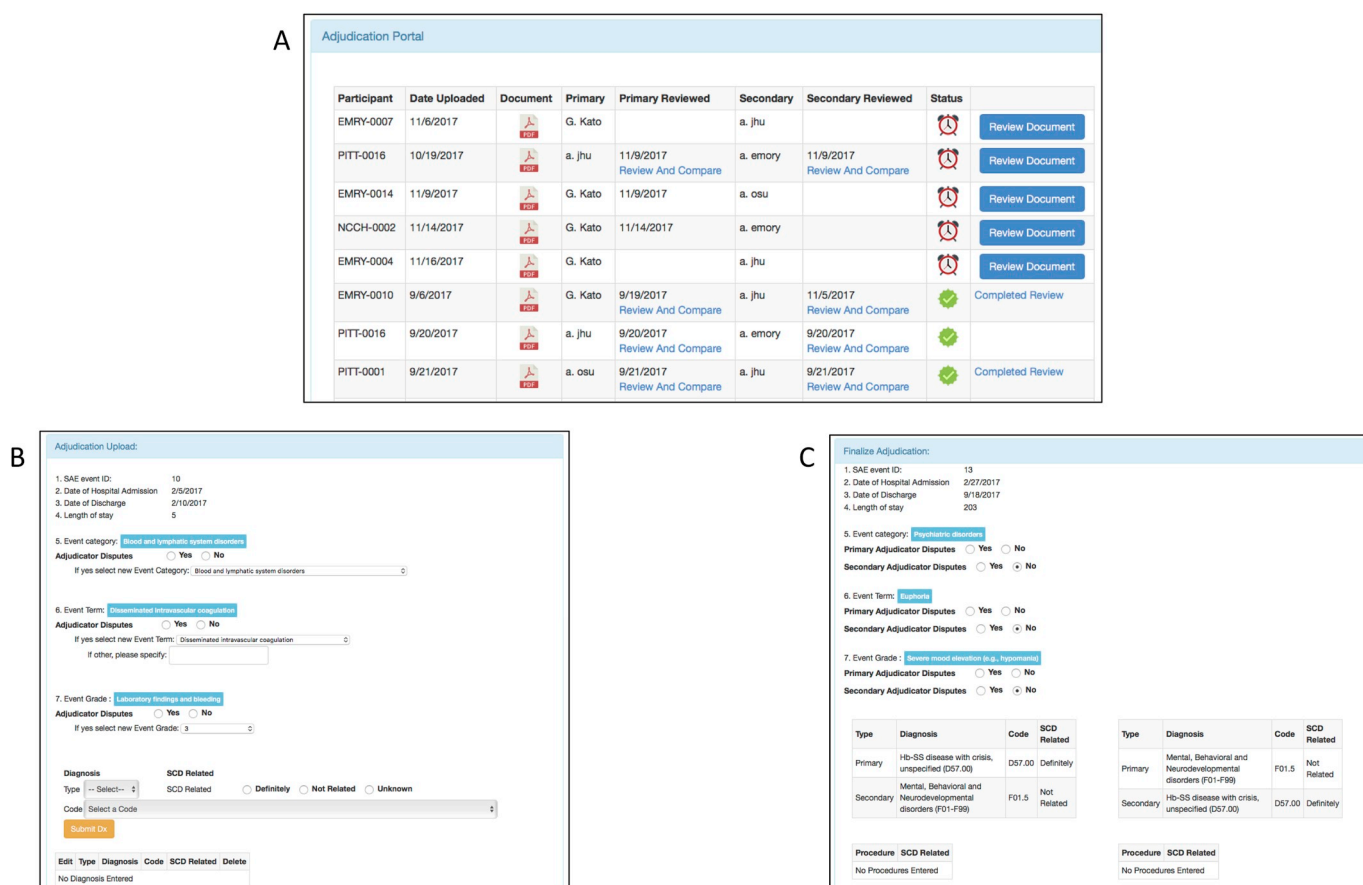 A
Adjudication Portal
Participant Date Uploaded Document Primary Primary Reviewed Secondary Secondary Reviewed Status
EMRY-0007 11/6/2017 PDF G. Kato a. jhu Review Document
PITT-0016 10/19/2017 PDF a. jhu 11/9/2017 a. emory 11/9/2017 Review Document
Review And Compare Review And Compare
EMRY-0014 11/9/2017 PDF G. Kato 11/9/2017 a. osu Review Document
NCCH-0002 11/14/2017 PDF G. Kato 11/14/2017 a. emory Review Document
EMRY-0004 11/16/2017 PDF G. Kato a. jhu Review Document
EMRY-0010 9/6/2017 PDF G. Kato 9/19/2017 a. jhu 11/5/2017 Completed Review
Review And Compare Review And Compare
PITT-0016 9/20/2017 PDF a. jhu 9/20/2017 a. emory 9/20/2017
Review And Compare Review And Compare
PITT-0001 9/21/2017 PDF a. osu 9/21/2017 a. jhu 9/21/2017 Completed Review
Review And Compare Review And Compare
B
Adjudication Upload:
1. SAE event ID: 10
2. Date of Hospital Admission 2/5/2017
3. Date of Discharge 2/10/2017
4. Length of stay 5
5. Event category: Blood and lymphatic system disorders
Adjudicator Disputes Yes No
If yes select new Event Category: Blood and lymphatic system disorders
6. Event Term: Disseminated intravascular coagulation
Adjudicator Disputes Yes No
If yes select new Event Term: Disseminated intravascular coagulation
If other, please specify:
7. Event Grade : Laboratory findings and bleeding
Adjudicator Disputes Yes No
If yes select new Event Grade: 3
Diagnosis SCD Related
Type -- Select-- SCD Related Definitely Not Related Unknown
Code Select a Code
Submit Dx
Edit Type Diagnosis Code SCD Related Delete
No Diagnosis Entered
C
Finalize Adjudication:
1. SAE event ID: 13
2. Date of Hospital Admission 2/27/2017
3. Date of Discharge 9/18/2017
4. Length of stay 203
5. Event category: Psychiatric disorders
Primary Adjudicator Disputes Yes No
Secondary Adjudicator Disputes Yes No
6. Event Term: Euphoria
Primary Adjudicator Disputes Yes No
Secondary Adjudicator Disputes Yes No
7. Event Grade : Severe mood elevation (e.g., hypomania)
Primary Adjudicator Disputes Yes No
Secondary Adjudicator Disputes Yes No
Type Diagnosis Code SCD Related
Primary Hb-SS disease with crisis, unspecified (D57.00) D57.00 Definitely
Secondary Mental, Behavioral and Neurodevelopmental disorders (F01-F99) F01.5 Not Related
Type Diagnosis Code SCD Related
Primary Mental, Behavioral and Neurodevelopmental disorders (F01-F99) F01.5 Not Related
Secondary Hb-SS disease with crisis, unspecified (D57.00) D57.00 Definitely
Procedure SCD Related
No Procedures Entered
Procedure SCD Related
No Procedures Entered